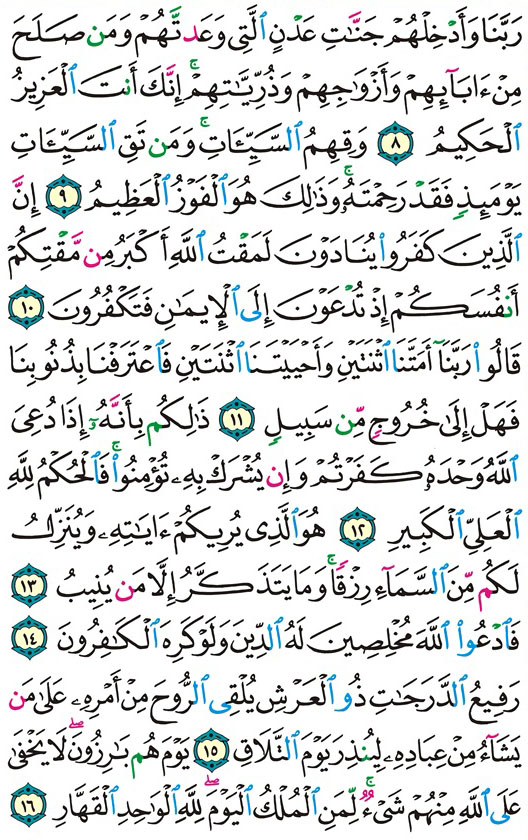 رَبَّنَا وَأَدْخِلْهُمْ جَنَّٰتِ عَدْنٍ ٱلَّتِى وَعَدتَّهُمْ وَمَن صَلَحَ
مِنْ ءَابَآئِهِمْ وَأَزْوَٰجِهِمْ وَذُرِّيَّٰتِهِمْ ۚ إِنَّكَ أَنتَ ٱلْعَزِيزُ
ٱلْحَكِيمُ ٨ وَقِهِمُ ٱلسَّيِّـَٔاتِ ۚ وَمَن تَقِ ٱلسَّيِّـَٔاتِ
يَوْمَئِذٍ فَقَدْ رَحِمْتَهُۥ ۚ وَذَٰلِكَ هُوَ ٱلْفَوْزُ ٱلْعَظِيمُ ٩ إِنَّ
ٱلَّذِينَ كَفَرُوا۟ يُنَادَوْنَ لَمَقْتُ ٱللَّهِ أَكْبَرُ مِن مَّقْتِكُمْ
أَنفُسَكُمْ إِذْ تُدْعَوْنَ إِلَى ٱلْإِيمَٰنِ فَتَكْفُرُونَ ١٠
قَالُوا۟ رَبَّنَآ أَمَتَّنَا ٱثْنَتَيْنِ وَأَحْيَيْتَنَا ٱثْنَتَيْنِ فَٱعْتَرَفْنَا بِذُنُوبِنَا
فَهَلْ إِلَىٰ خُرُوجٍ مِّن سَبِيلٍ ١١ ذَٰلِكُم بِأَنَّهُۥٓ إِذَا دُعِىَ
ٱللَّهُ وَحْدَهُۥ كَفَرْتُمْ ۖ وَإِن يُشْرَكْ بِهِۦ تُؤْمِنُوا۟ ۚ فَٱلْحُكْمُ لِلَّهِ
ٱلْعَلِىِّ ٱلْكَبِيرِ ١٢ هُوَ ٱلَّذِى يُرِيكُمْ ءَايَٰتِهِۦ وَيُنَزِّلُ
لَكُم مِّنَ ٱلسَّمَآءِ رِزْقًا ۚ وَمَا يَتَذَكَّرُ إِلَّا مَن يُنِيبُ ١٣
فَٱدْعُوا۟ ٱللَّهَ مُخْلِصِينَ لَهُ ٱلدِّينَ وَلَوْ كَرِهَ ٱلْكَٰفِرُونَ ١٤
رَفِيعُ ٱلدَّرَجَٰتِ ذُو ٱلْعَرْشِ يُلْقِى ٱلرُّوحَ مِنْ أَمْرِهِۦ عَلَىٰ مَن
يَشَآءُ مِنْ عِبَادِهِۦ لِيُنذِرَ يَوْمَ ٱلتَّلَاقِ ١٥ يَوْمَ هُم بَٰرِزُونَ ۖ لَا يَخْفَىٰ
عَلَى ٱللَّهِ مِنْهُمْ شَىْءٌ ۚ لِّمَنِ ٱلْمُلْكُ ٱلْيَوْمَ ۖ لِلَّهِ ٱلْوَٰحِدِ ٱلْقَهَّارِ ١٦